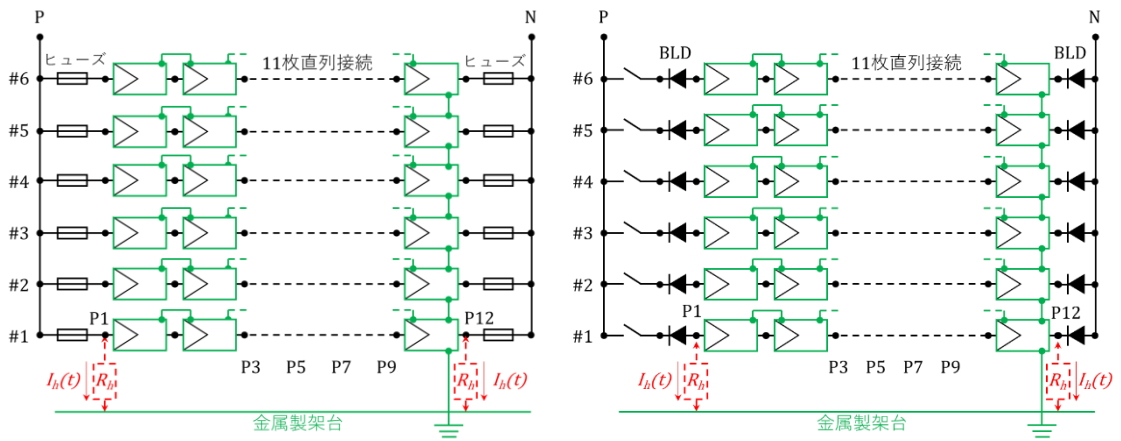 P N P N
ヒューズ 11枚直列接続 ヒューズ BLD 11枚直列接続 BLD
#6 #6
#5 #5
#4 #4
#3 #3
#2 #2
P1 P12 P1 P12
#1 #1
P3 P5 P7 P9 P3 P5 P7 P9
Ih(t) Rh Rh Ih(t) Ih(t) Rh Rh Ih(t)
金属製架台 金属製架台